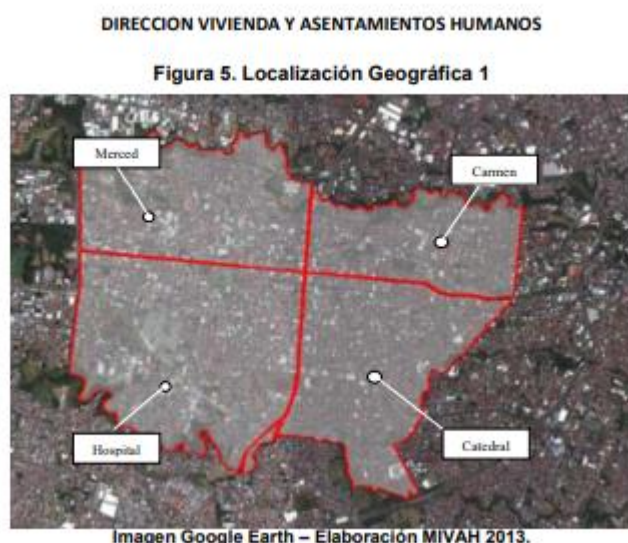 DIRECCION VIVIENDA Y ASENTAMIENTOS HUMANOS
Figura 5. Localización Geográfica 1
Merced
Carmen
Hospital
Catedral
Imagen Google Earth – Elaboración MIVAH 2013.